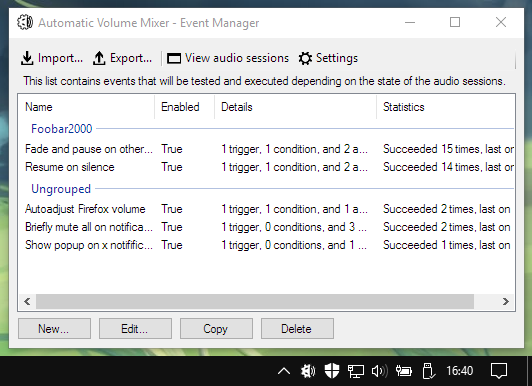 Automatic Volume Mixer - Event Manager
Import... Export... View audio sessions Settings
This list contains events that will be tested and executed depending on the state of the audio sessions.
Name Enabled Details Statistics
Foobar2000
Fade and pause on other... True 1 trigger, 1 condition, and 2 a... Succeeded 15 times, last on
Resume on silence True 1 trigger, 1 condition, and 2 a... Succeeded 14 times, last on
Ungrouped
Autoadjust Firefox volume True 1 trigger, 1 condition, and 1 a... Succeeded 2 times, last on
Briefly mute all on notifica... True 1 trigger, 0 conditions, and 3 ... Succeeded 2 times, last on
Show popup on x notiffic... True 1 trigger, 0 conditions, and 1 ... Succeeded 1 times, last on
New... Edit... Copy Delete
16:40